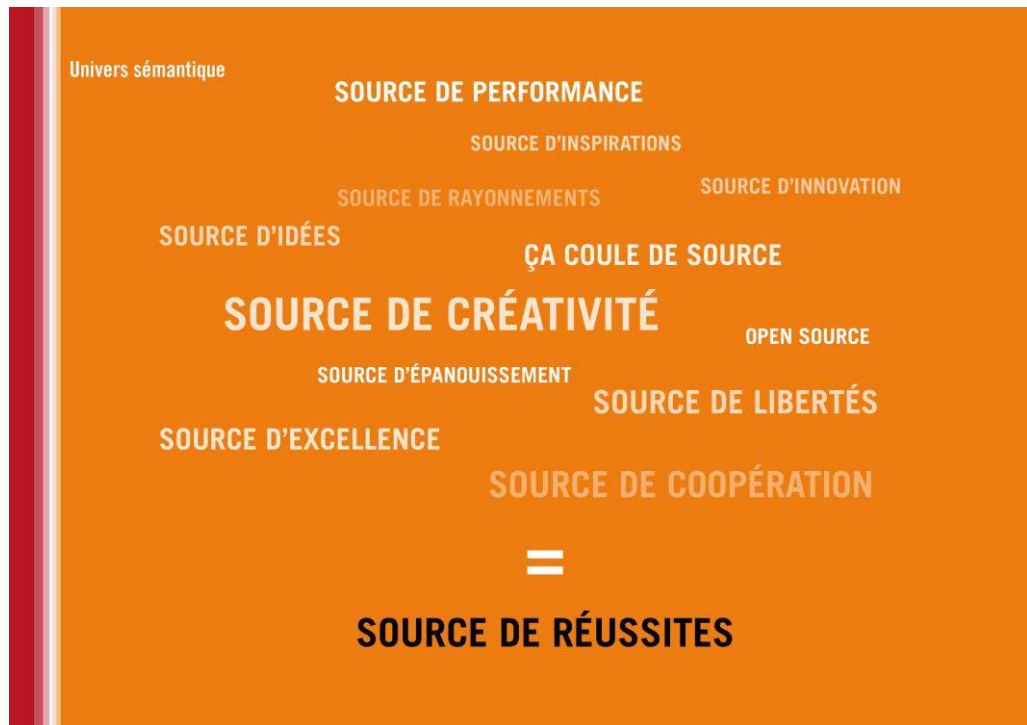 Univers sémantique
SOURCE DE PERFORMANCE
SOURCE D'INSPIRATIONS
SOURCE D'INNOVATION
SOURCE DE RAYONNEMENTS
SOURCE D'IDÉES
ÇA COULE DE SOURCE
SOURCE DE CRÉATIVITÉ
OPEN SOURCE
SOURCE D'ÉPANOUISSEMENT
SOURCE DE LIBERTÉS
SOURCE D'EXCELLENCE
SOURCE DE COOPÉRATION
=
SOURCE DE RÉUSSITES